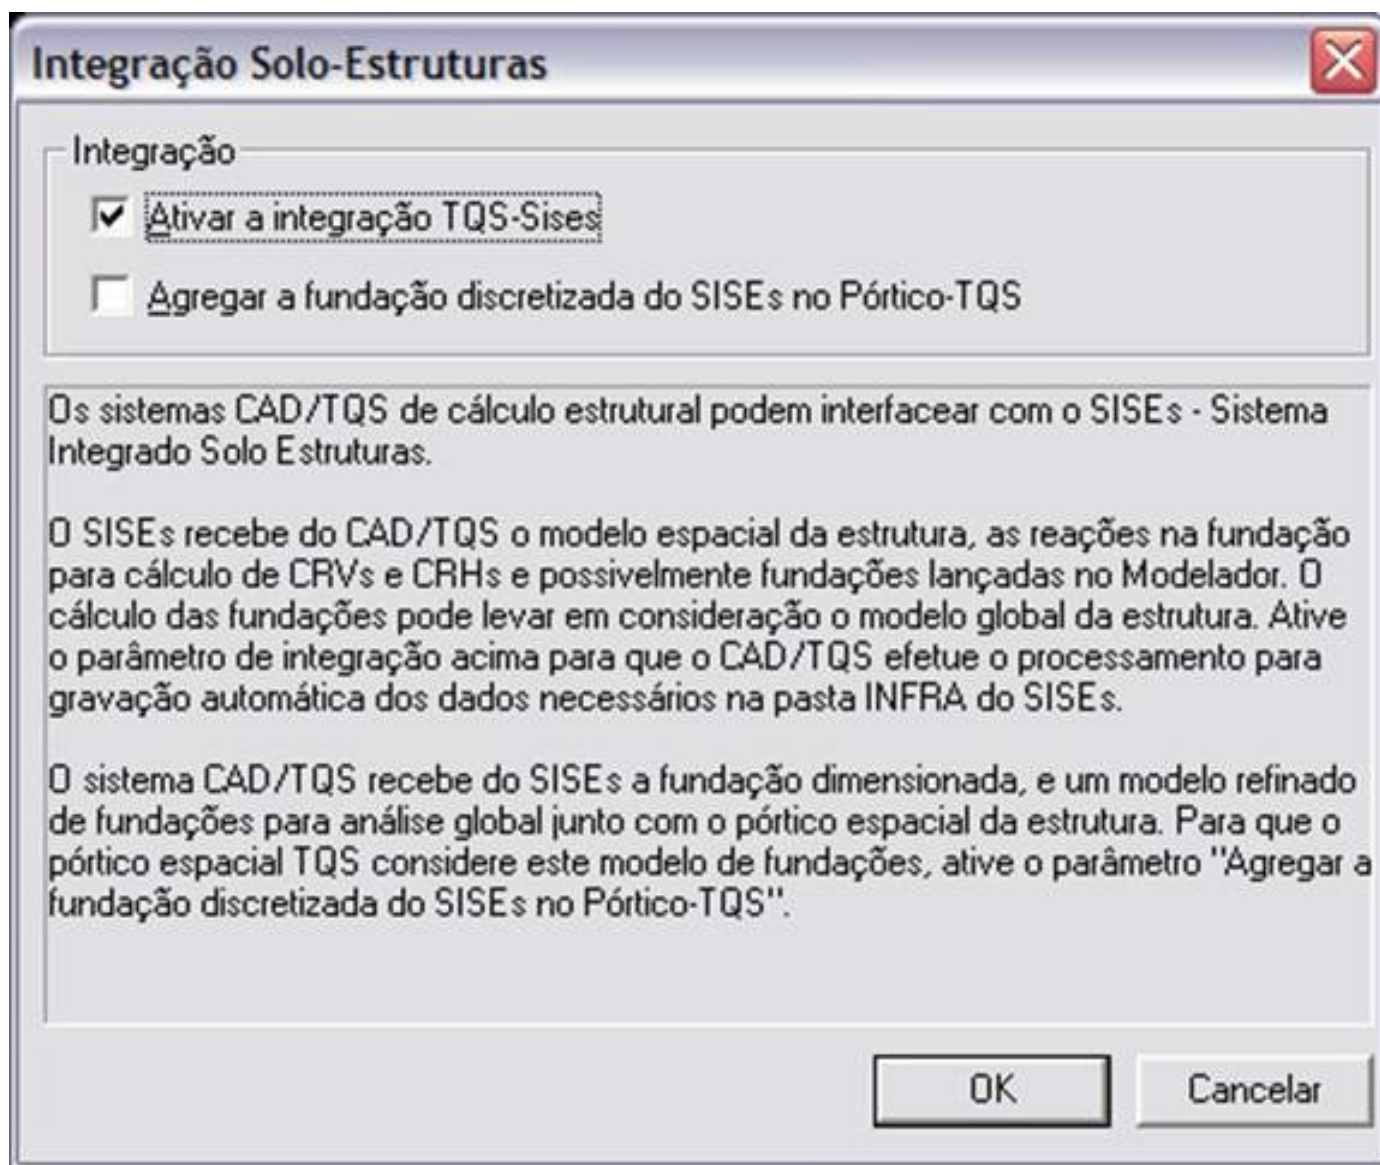 Integração Solo-Estruturas
Integração
Ativar a integração TQS-Sises
Agregar a fundação discretizada do SISEs no Pórtico-TQS
Os sistemas CAD/TQS de cálculo estrutural podem interfacear com o SISEs - Sistema
Integrado Solo Estruturas.
O SISEs recebe do CAD/TQS o modelo espacial da estrutura, as reações na fundação
para cálculo de CRVs e CRHs e possivelmente fundações lançadas no Modelador. O
cálculo das fundações pode levar em consideração o modelo global da estrutura. Ative
o parâmetro de integração acima para que o CAD/TQS efetue o processamento para
gravação automática dos dados necessários na pasta INFRA do SISEs.
O sistema CAD/TQS recebe do SISEs a fundação dimensionada, e um modelo refinado
de fundações para análise global junto com o pórtico espacial da estrutura. Para que o
pórtico espacial TQS considere este modelo de fundações, ative o parâmetro "Agregar a
fundação discretizada do SISEs no Pórtico-TQS".
OK
Cancelar